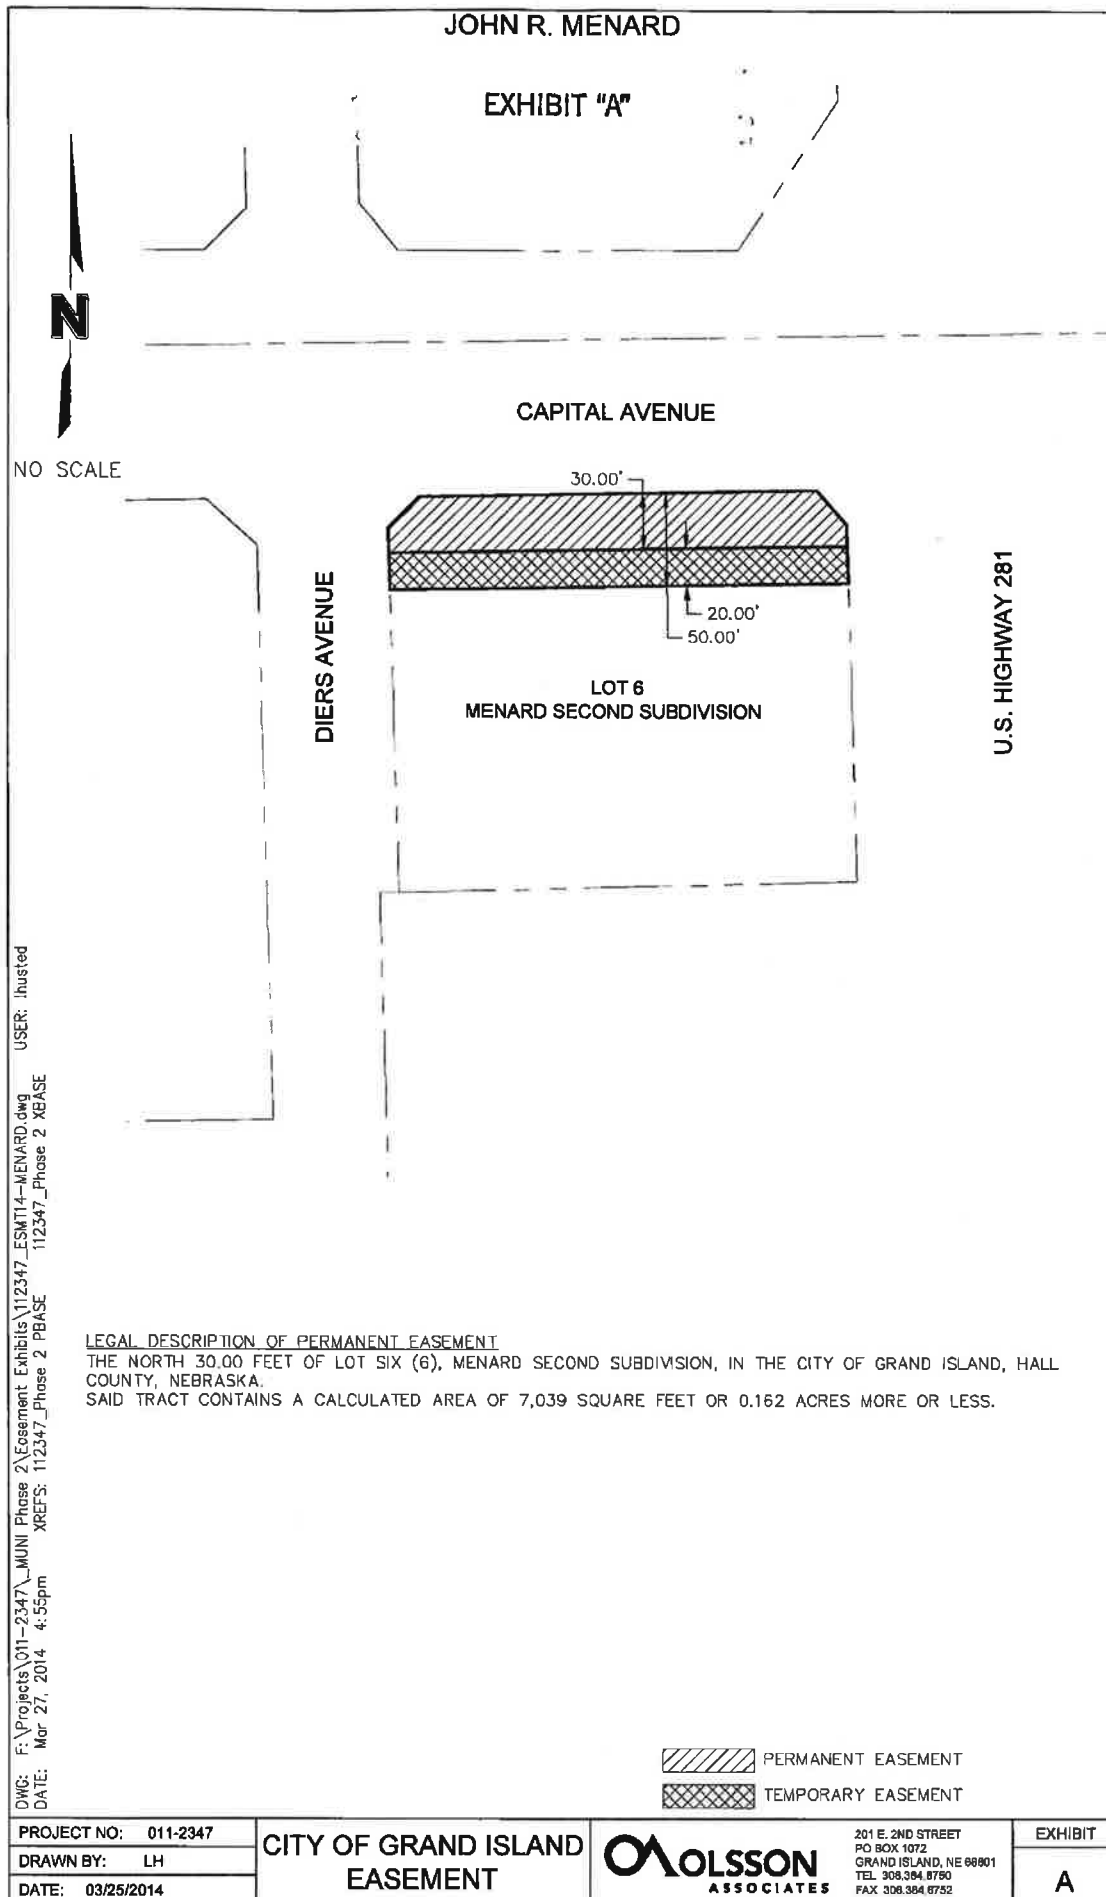 JOHN R. MENARD
EXHIBIT "A"
N
NO SCALE
CAPITAL AVENUE
30.00'
20.00'
50.00'
DIERS AVENUE
U.S. HIGHWAY 281
LOT 6
MENARD SECOND SUBDIVISION
LEGAL DESCRIPTION OF PERMANENT EASEMENT
THE NORTH 30.00 FEET OF LOT SIX (6), MENARD SECOND SUBDIVISION, IN THE CITY OF GRAND ISLAND, HALL
COUNTY, NEBRASKA.
SAID TRACT CONTAINS A CALCULATED AREA OF 7,039 SQUARE FEET OR 0.162 ACRES MORE OR LESS.
DWG: F:\Projects\011-2347\_MUNI Phase 2\Easement Exhibits\112347_ESMT14-MENARD.dwg USER: lhusted
DATE: Mar 27, 2014 4:55pm XREFS: 112347_Phase 2 PBASE 112347_Phase 2 XBASE
PERMANENT EASEMENT
TEMPORARY EASEMENT
PROJECT NO: 011-2347
DRAWN BY: LH
DATE: 03/25/2014
CITY OF GRAND ISLAND
EASEMENT
OLSSON
ASSOCIATES
201 E. 2ND STREET
PO BOX 1072
GRAND ISLAND, NE 68801
TEL 308.384.8750
FAX 308.384.8752
EXHIBIT
A